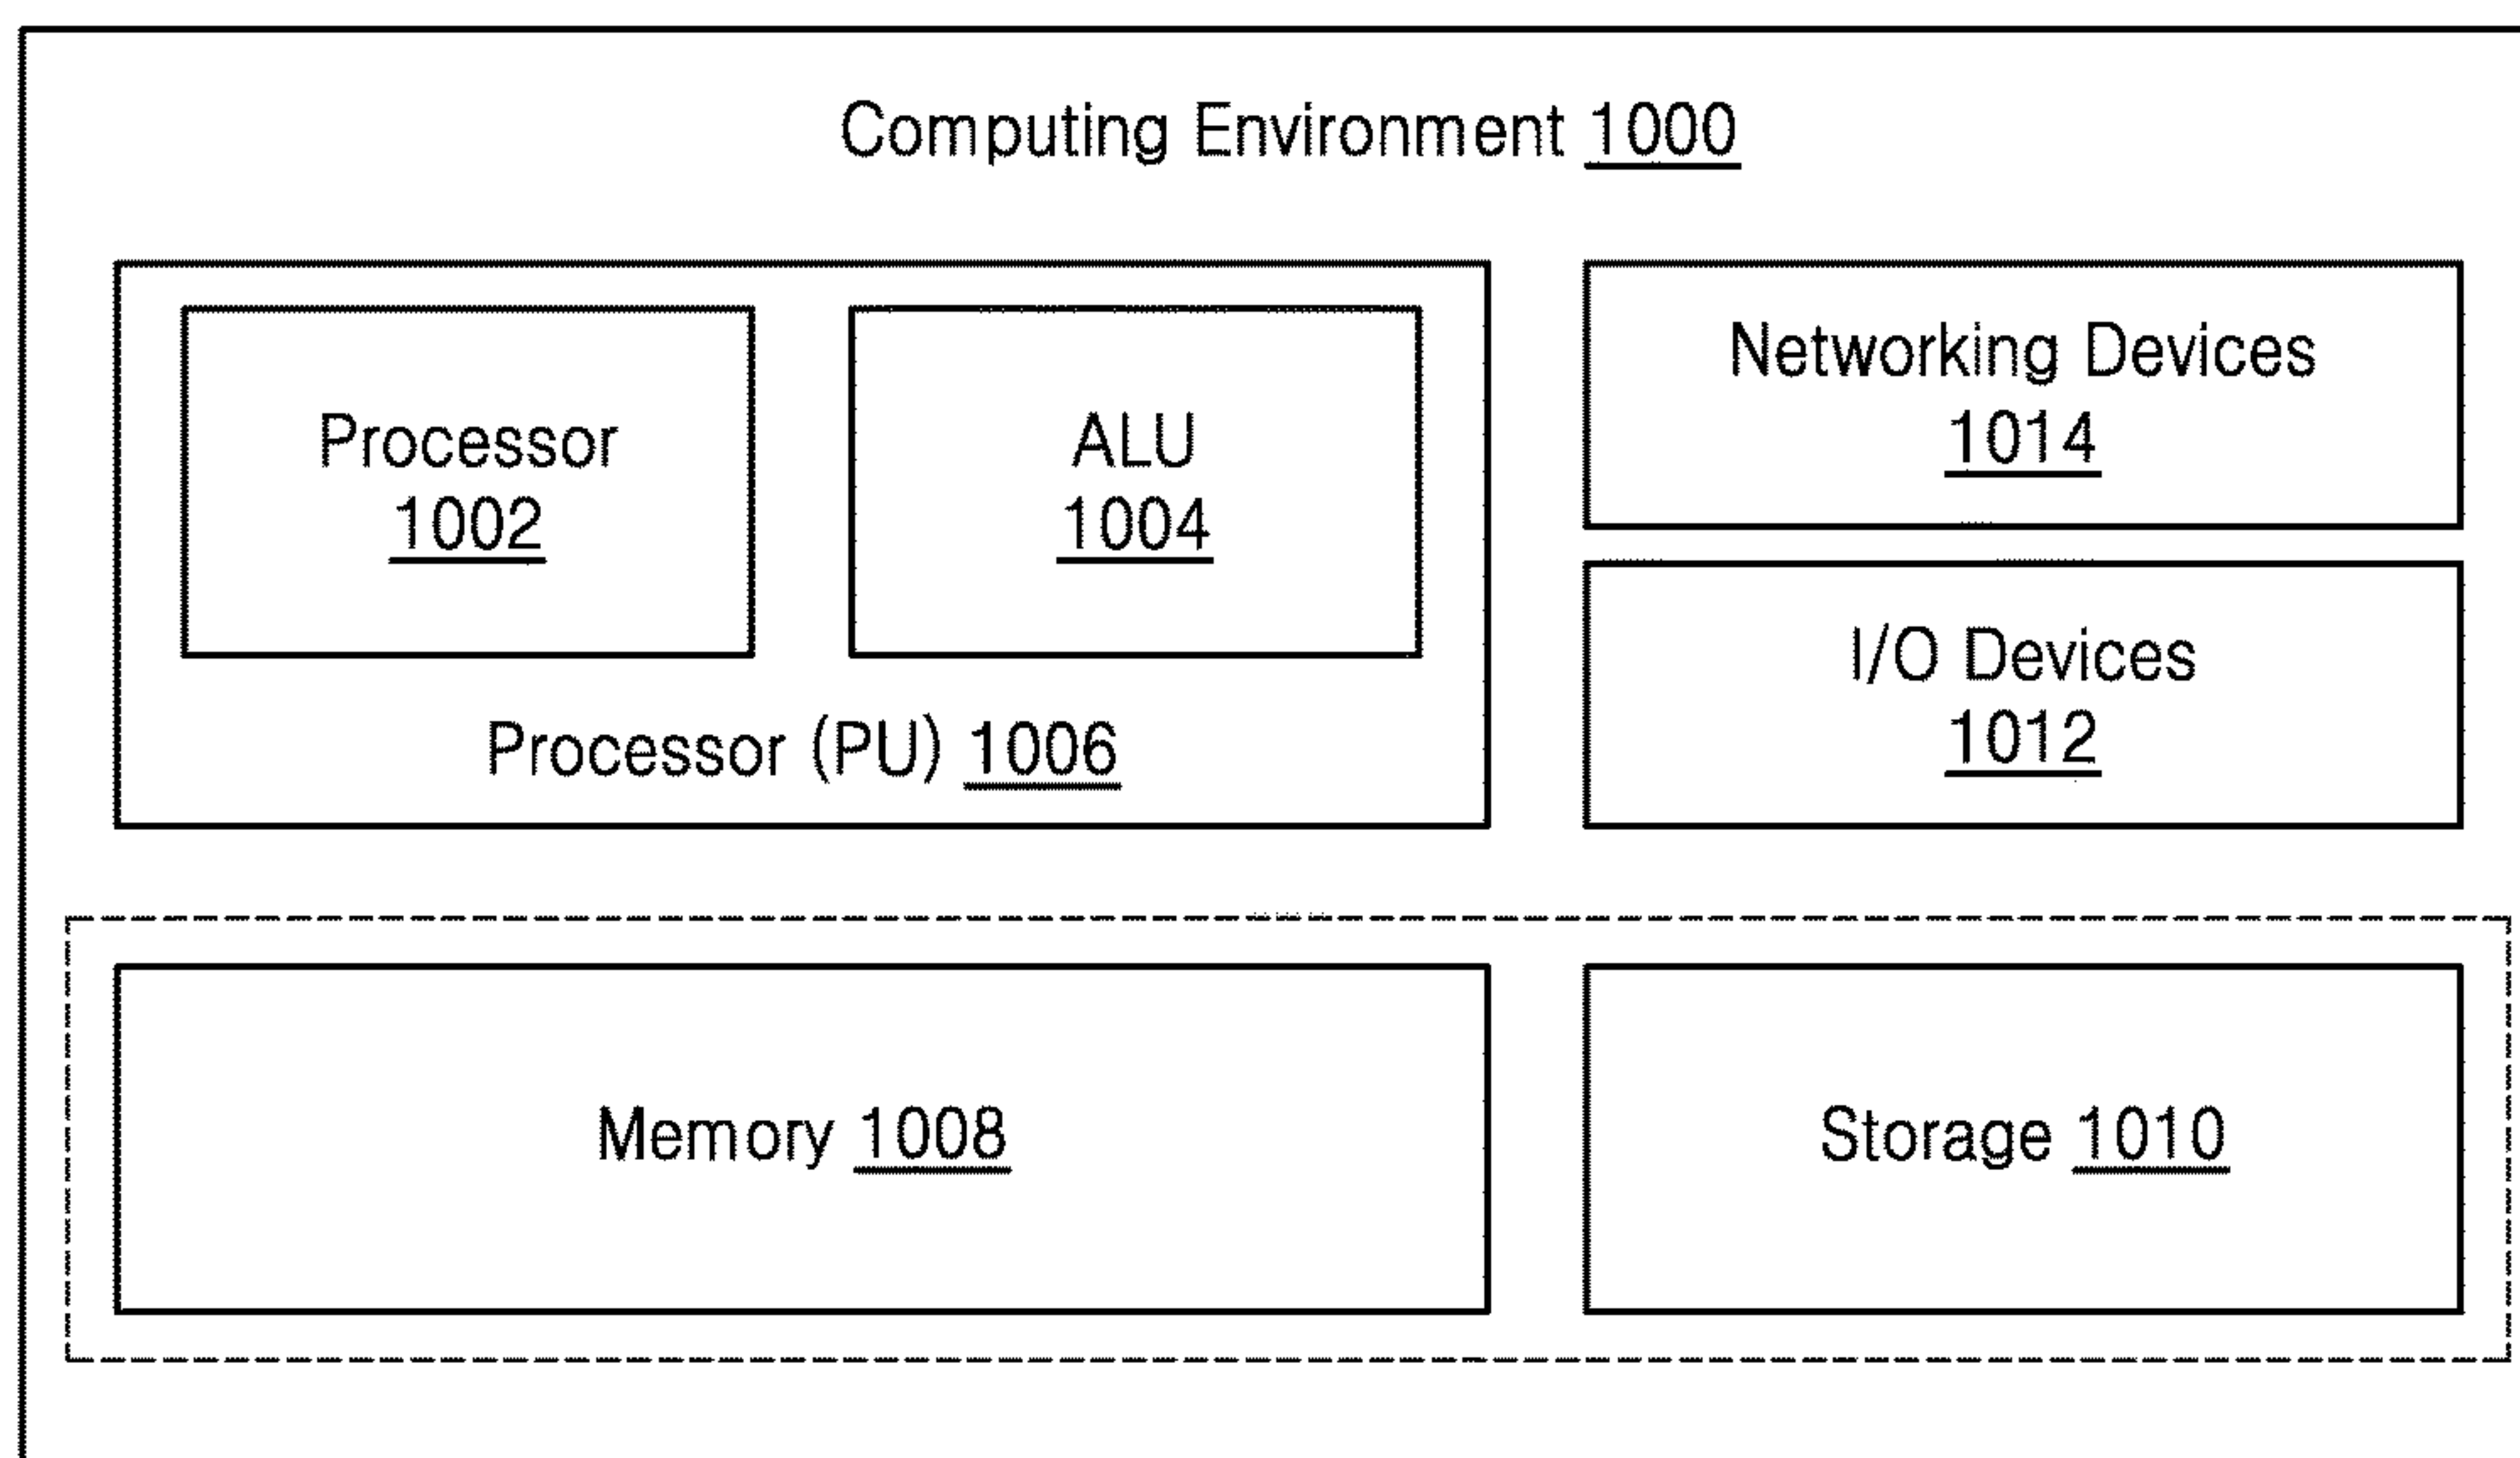 Computing Environment 1000
Processor
1002
ALU
1004
Processor (PU) 1006
Networking Devices
1014
I/O Devices
1012
Memory 1008
Storage 1010